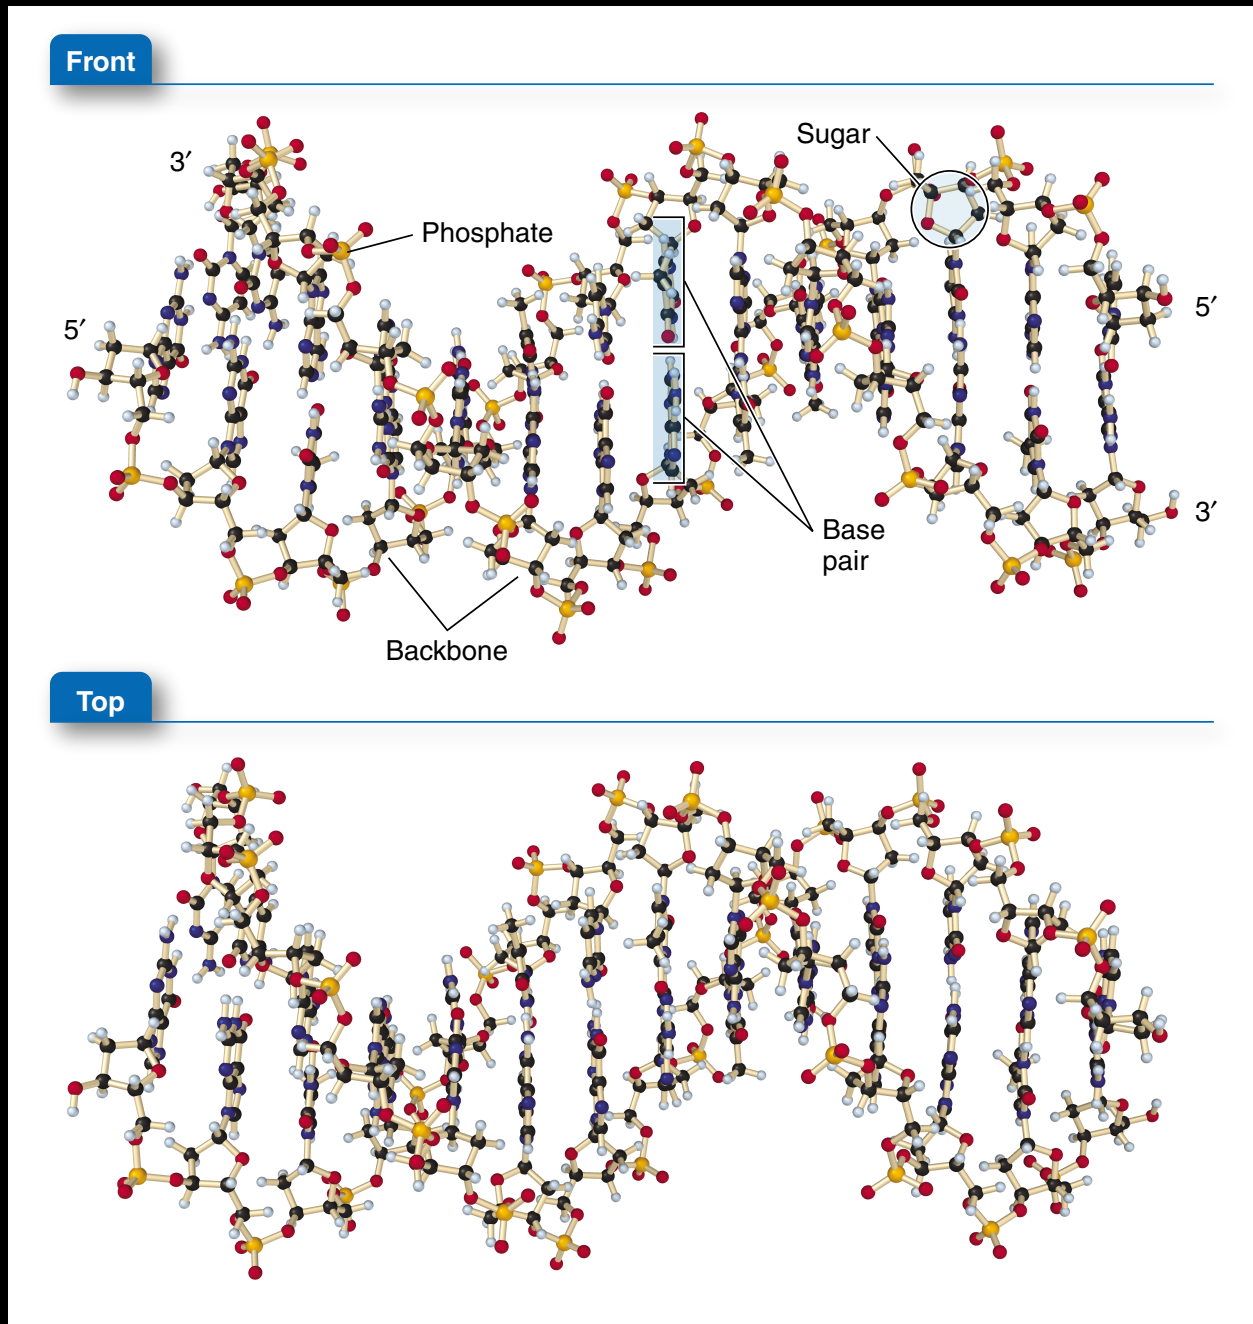 Front
Sugar
3′
Phosphate
5′
5′
3′
Base
pair
Backbone
Top